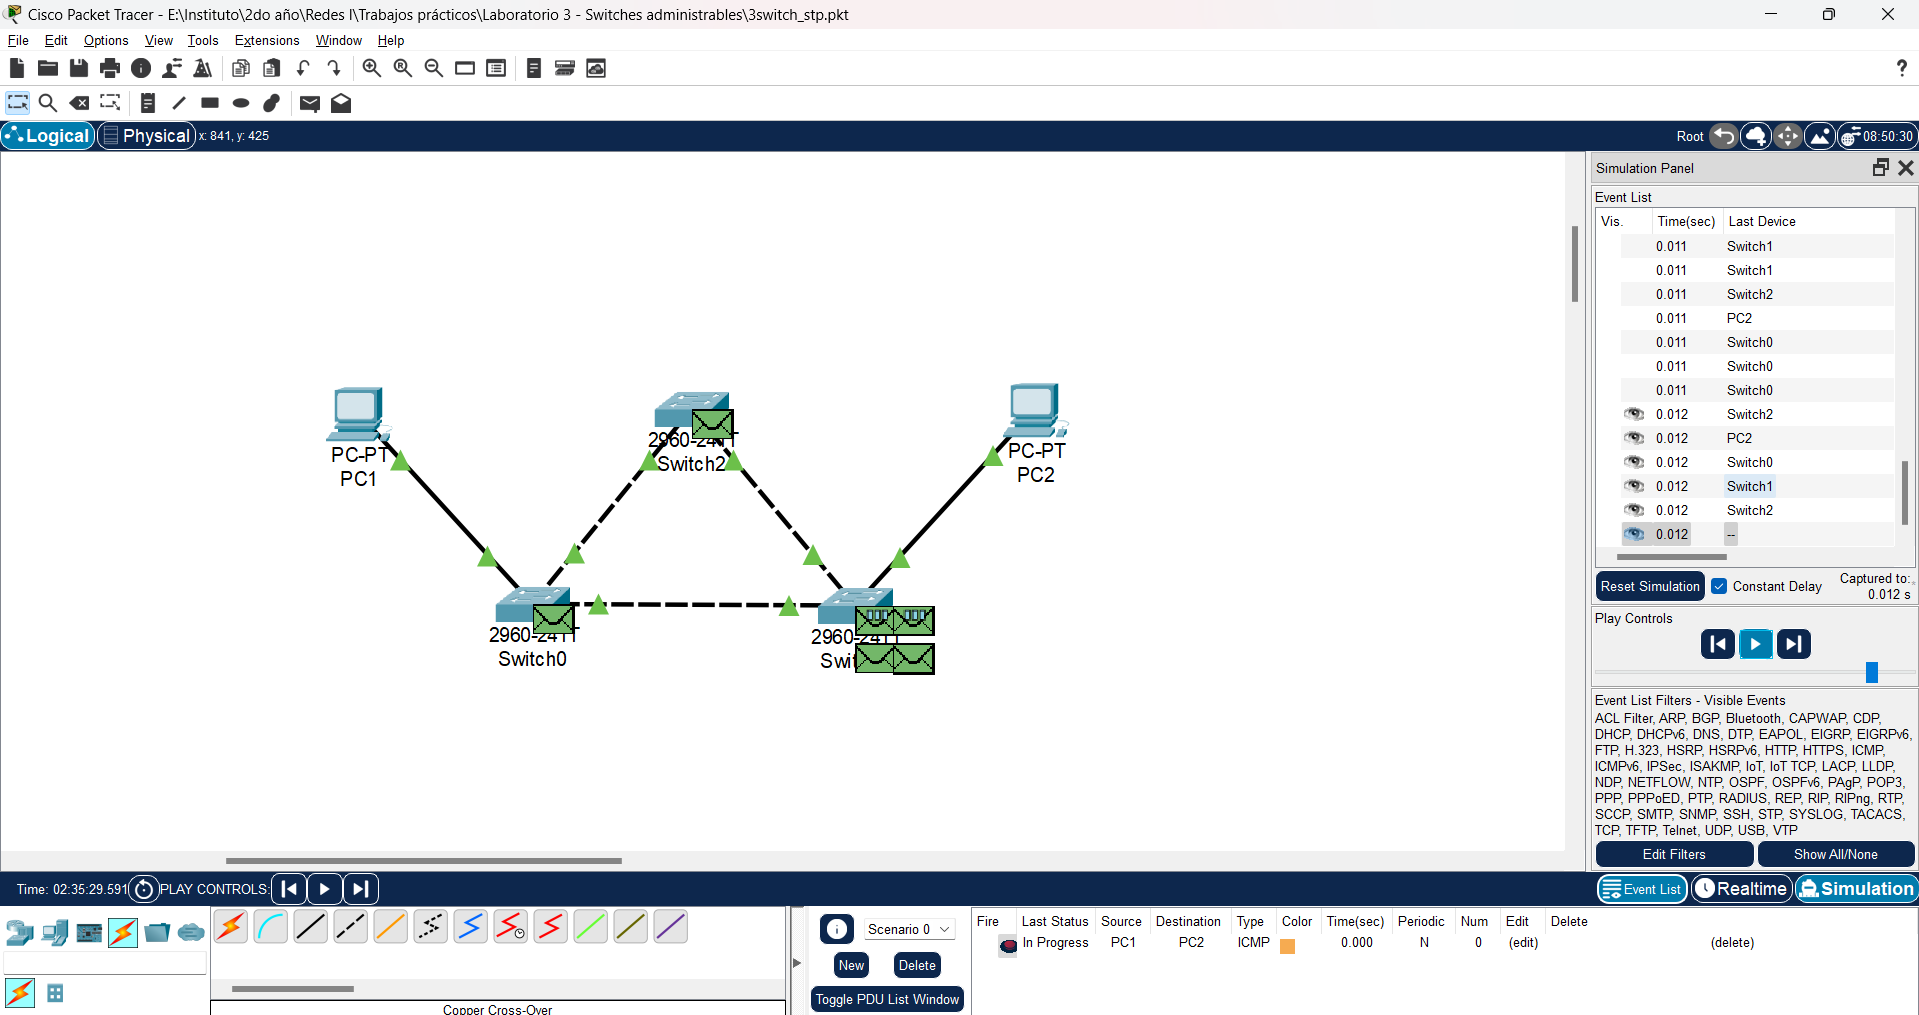 Cisco Packet Tracer - E:\Instituto\2do año\Redes I\Trabajos prácticos\Laboratorio 3 - Switches administrables\3switch_stp.pkt
File Edit Options View Tools Extensions Window Help
Logical Physical x: 841, y: 425 Root 08:50:30
Simulation Panel
Event List
Vis. Time(sec) Last Device
0.011 Switch1
0.011 Switch1
0.011 Switch2
0.011 PC2
0.011 Switch0
0.011 Switch0
0.011 Switch0
0.012 Switch2
0.012 PC2
0.012 Switch0
0.012 Switch1
0.012 Switch2
0.012 --
Reset Simulation Constant Delay Captured to:
0.012 s
Play Controls
Event List Filters - Visible Events
ACL Filter, ARP, BGP, Bluetooth, CAPWAP, CDP,
DHCP, DHCPv6, DNS, DTP, EAPOL, EIGRP, EIGRPv6,
FTP, H.323, HSRP, HSRPv6, HTTP, HTTPS, ICMP,
ICMPv6, IPSec, ISAKMP, IoT, IoT TCP, LACP, LLDP,
NDP, NETFLOW, NTP, OSPF, OSPFv6, PAgP, POP3,
PPP, PPPoED, PTP, RADIUS, REP, RIP, RIPng, RTP,
SCCP, SMTP, SNMP, SSH, STP, SYSLOG, TACACS,
TCP, TFTP, Telnet, UDP, USB, VTP
Edit Filters Show All/None
PC-PT
PC1
2960-24TT
Switch2
PC-PT
PC2
2960-24TT
Switch0
2960-24TT
Swi
Time: 02:35:29.591 PLAY CONTROLS: Event List Realtime Simulation
Copper Cross-Over
Scenario 0
New Delete
Toggle PDU List Window
Fire Last Status Source Destination Type Color Time(sec) Periodic Num Edit Delete
In Progress PC1 PC2 ICMP 0.000 N 0 (edit) (delete)